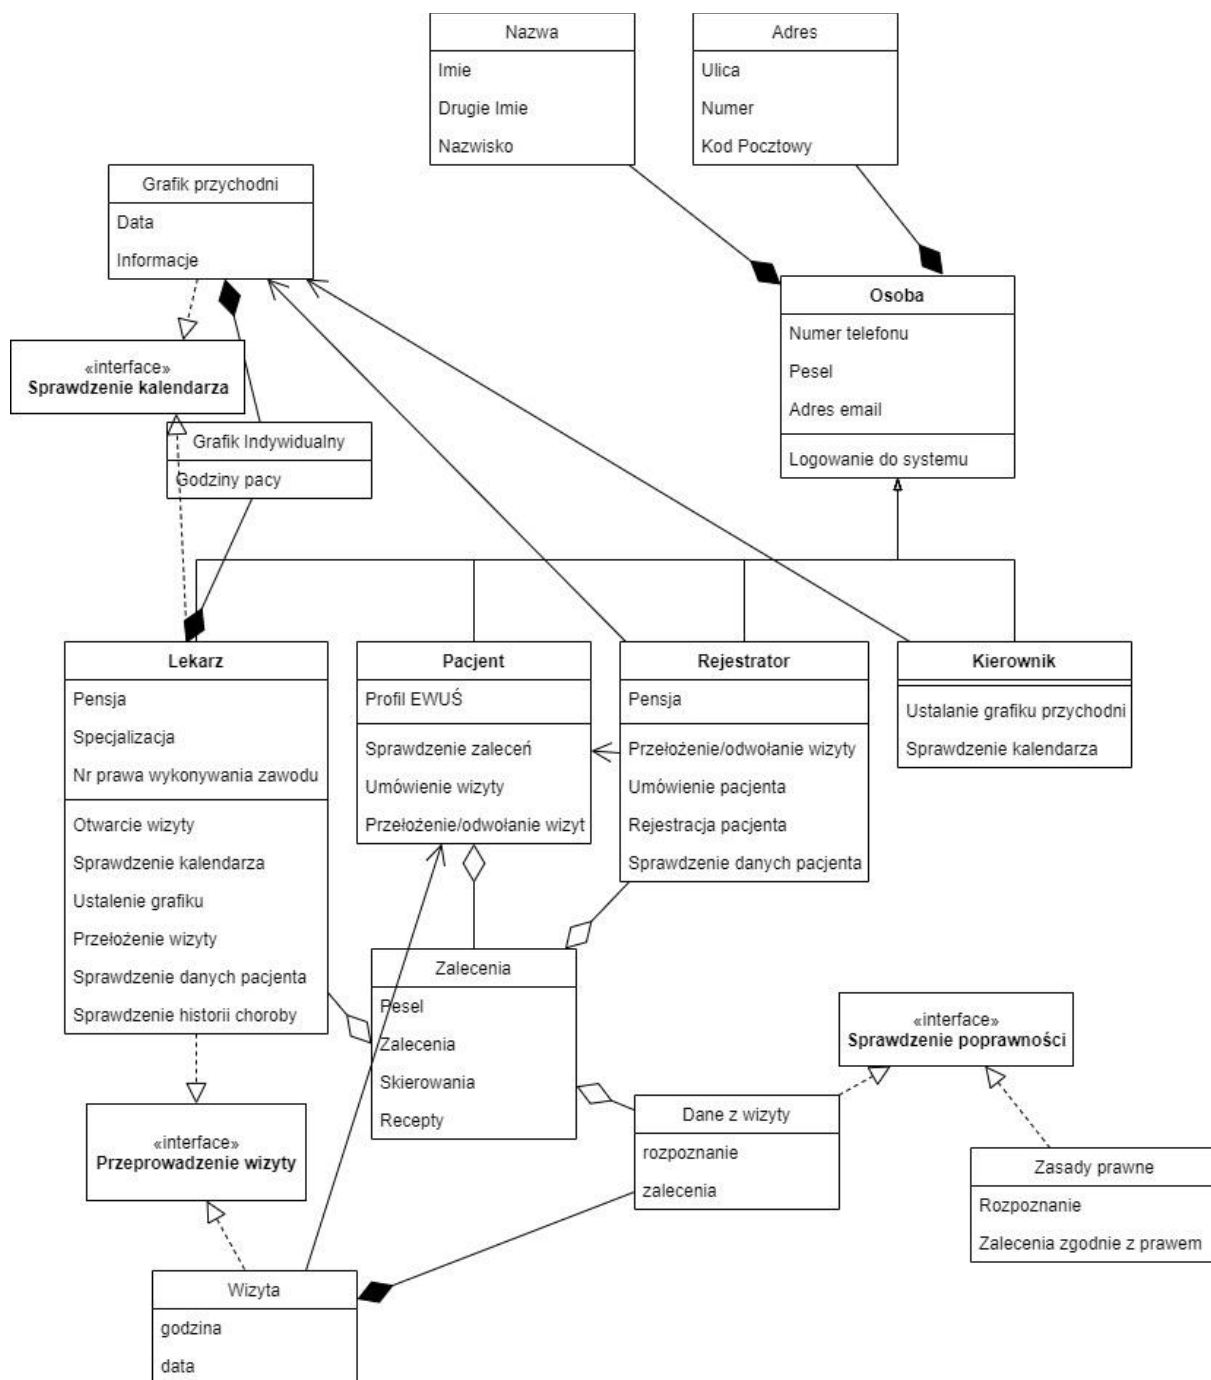 Nazwa
Imie
Drugie Imie
Nazwisko
Adres
Ulica
Numer
Kod Pocztowy
Grafik przychodni
Data
Informacje
Osoba
Numer telefonu
Pesel
Adres email
Logowanie do systemu
«interface»
Sprawdzenie kalendarza
Grafik Indywidualny
Godziny pacy
Lekarz
Pensja
Specjalizacja
Nr prawa wykonywania zawodu
Otwarcie wizyty
Sprawdzenie kalendarza
Ustalenie grafiku
Przełożenie wizyty
Sprawdzenie danych pacjenta
Sprawdzenie historii choroby
Pacjent
Profil EWUŚ
Sprawdzenie zaleceń
Umówienie wizyty
Przełożenie/odwołanie wizyt
Rejestrator
Pensja
Przełożenie/odwołanie wizyty
Umówienie pacjenta
Rejestracja pacjenta
Sprawdzenie danych pacjenta
Kierownik
Ustalanie grafiku przychodni
Sprawdzenie kalendarza
Zalecenia
Pesel
Zalecenia
Skierowania
Recepty
«interface»
Sprawdzenie poprawności
«interface»
Przeprowadzenie wizyty
Dane z wizyty
rozpoznanie
zalecenia
Zasady prawne
Rozpoznanie
Zalecenia zgodnie z prawem
Wizyta
godzina
data